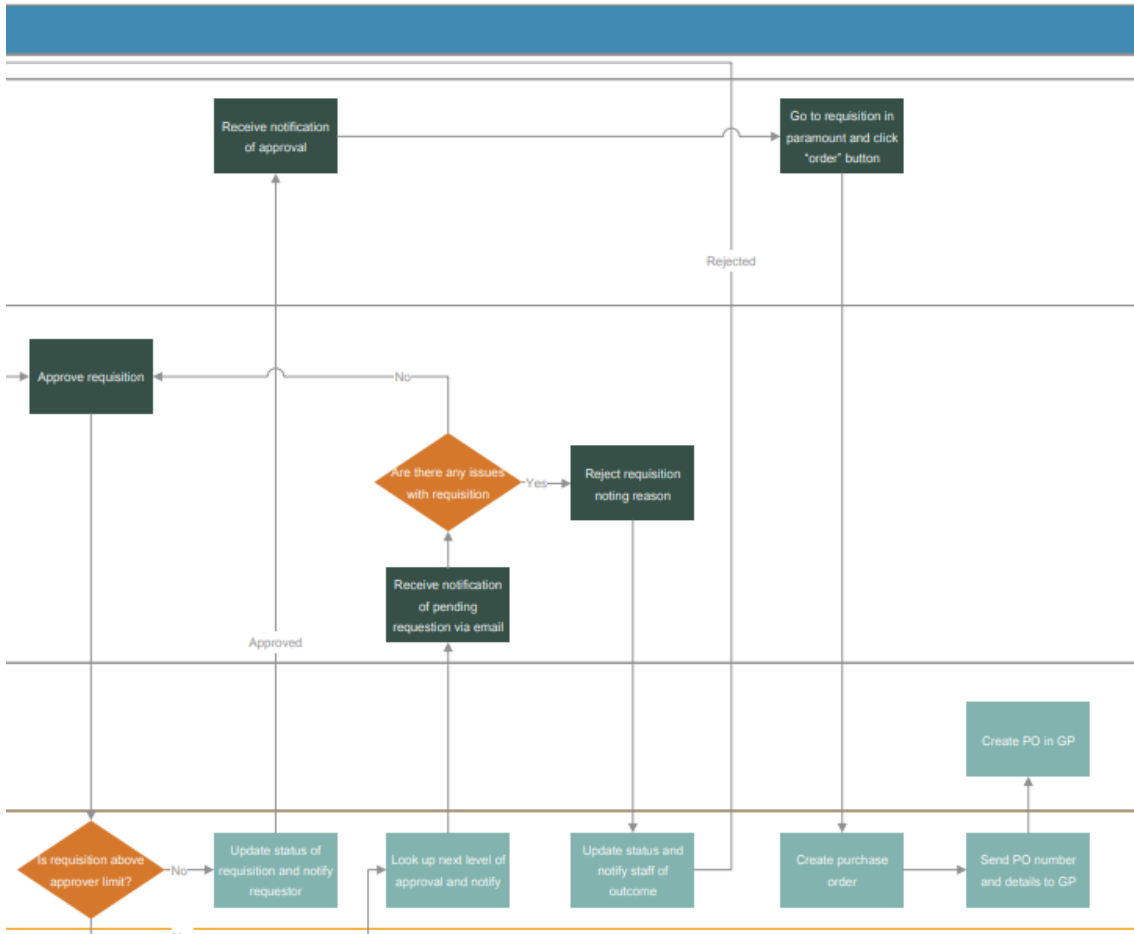 Receive notification
of approval
Go to requisition in
paramount and click
“order” button
Rejected
Approve requisition
No
Are there any issues
with requisition
Yes
Reject requisition
noting reason
Receive notification
of pending
requestion via email
Approved
Create PO in GP
Is requisition above
approver limit?
No
Update status of
requisition and notify
requestor
Look up next level of
approval and notify
Update status and
notify staff of
outcome
Create purchase
order
Send PO number
and details to GP